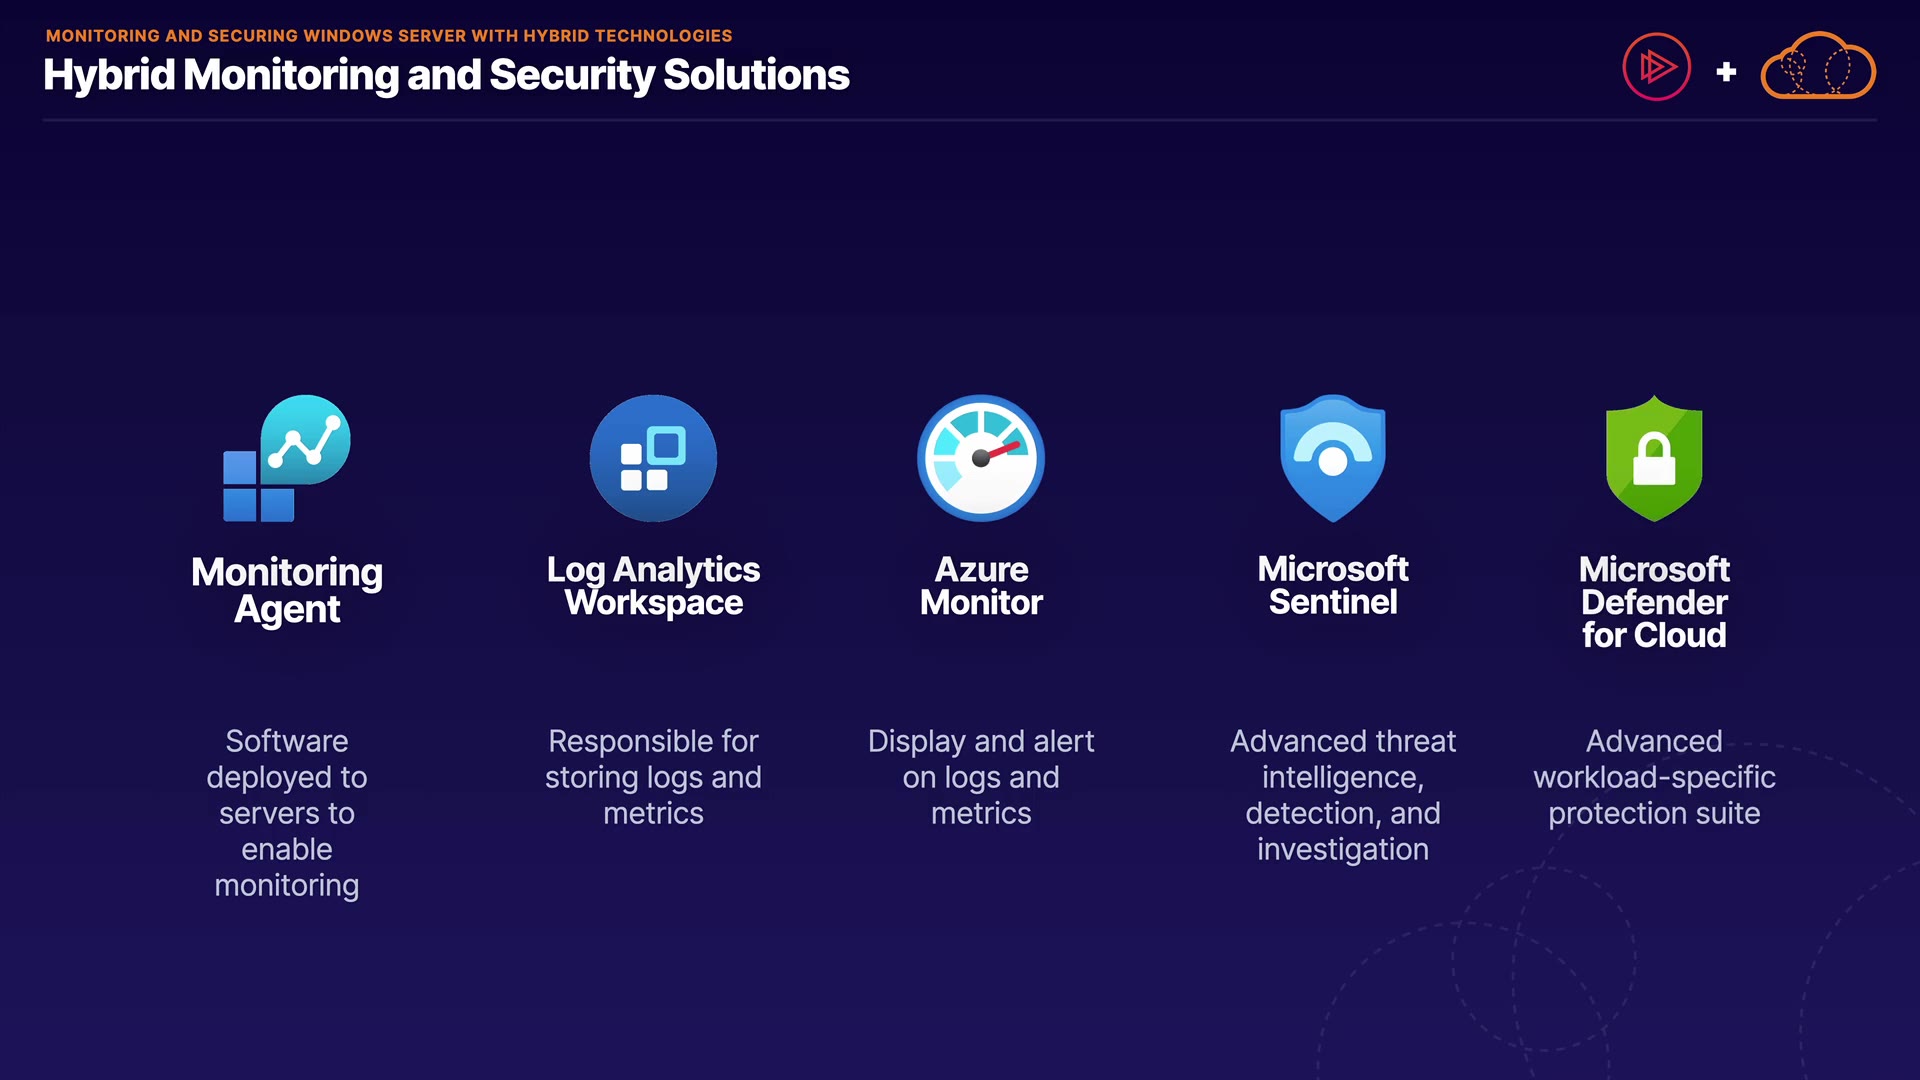 MONITORING AND SECURING WINDOWS SERVER WITH HYBRID TECHNOLOGIES
Hybrid Monitoring and Security Solutions
Monitoring
Agent
Software
deployed to
servers to
enable
monitoring
Log Analytics
Workspace
Responsible for
storing logs and
metrics
Azure
Monitor
Display and alert
on logs and
metrics
Microsoft
Sentinel
Advanced threat
intelligence,
detection, and
investigation
Microsoft
Defender
for Cloud
Advanced
workload-specific
protection suite